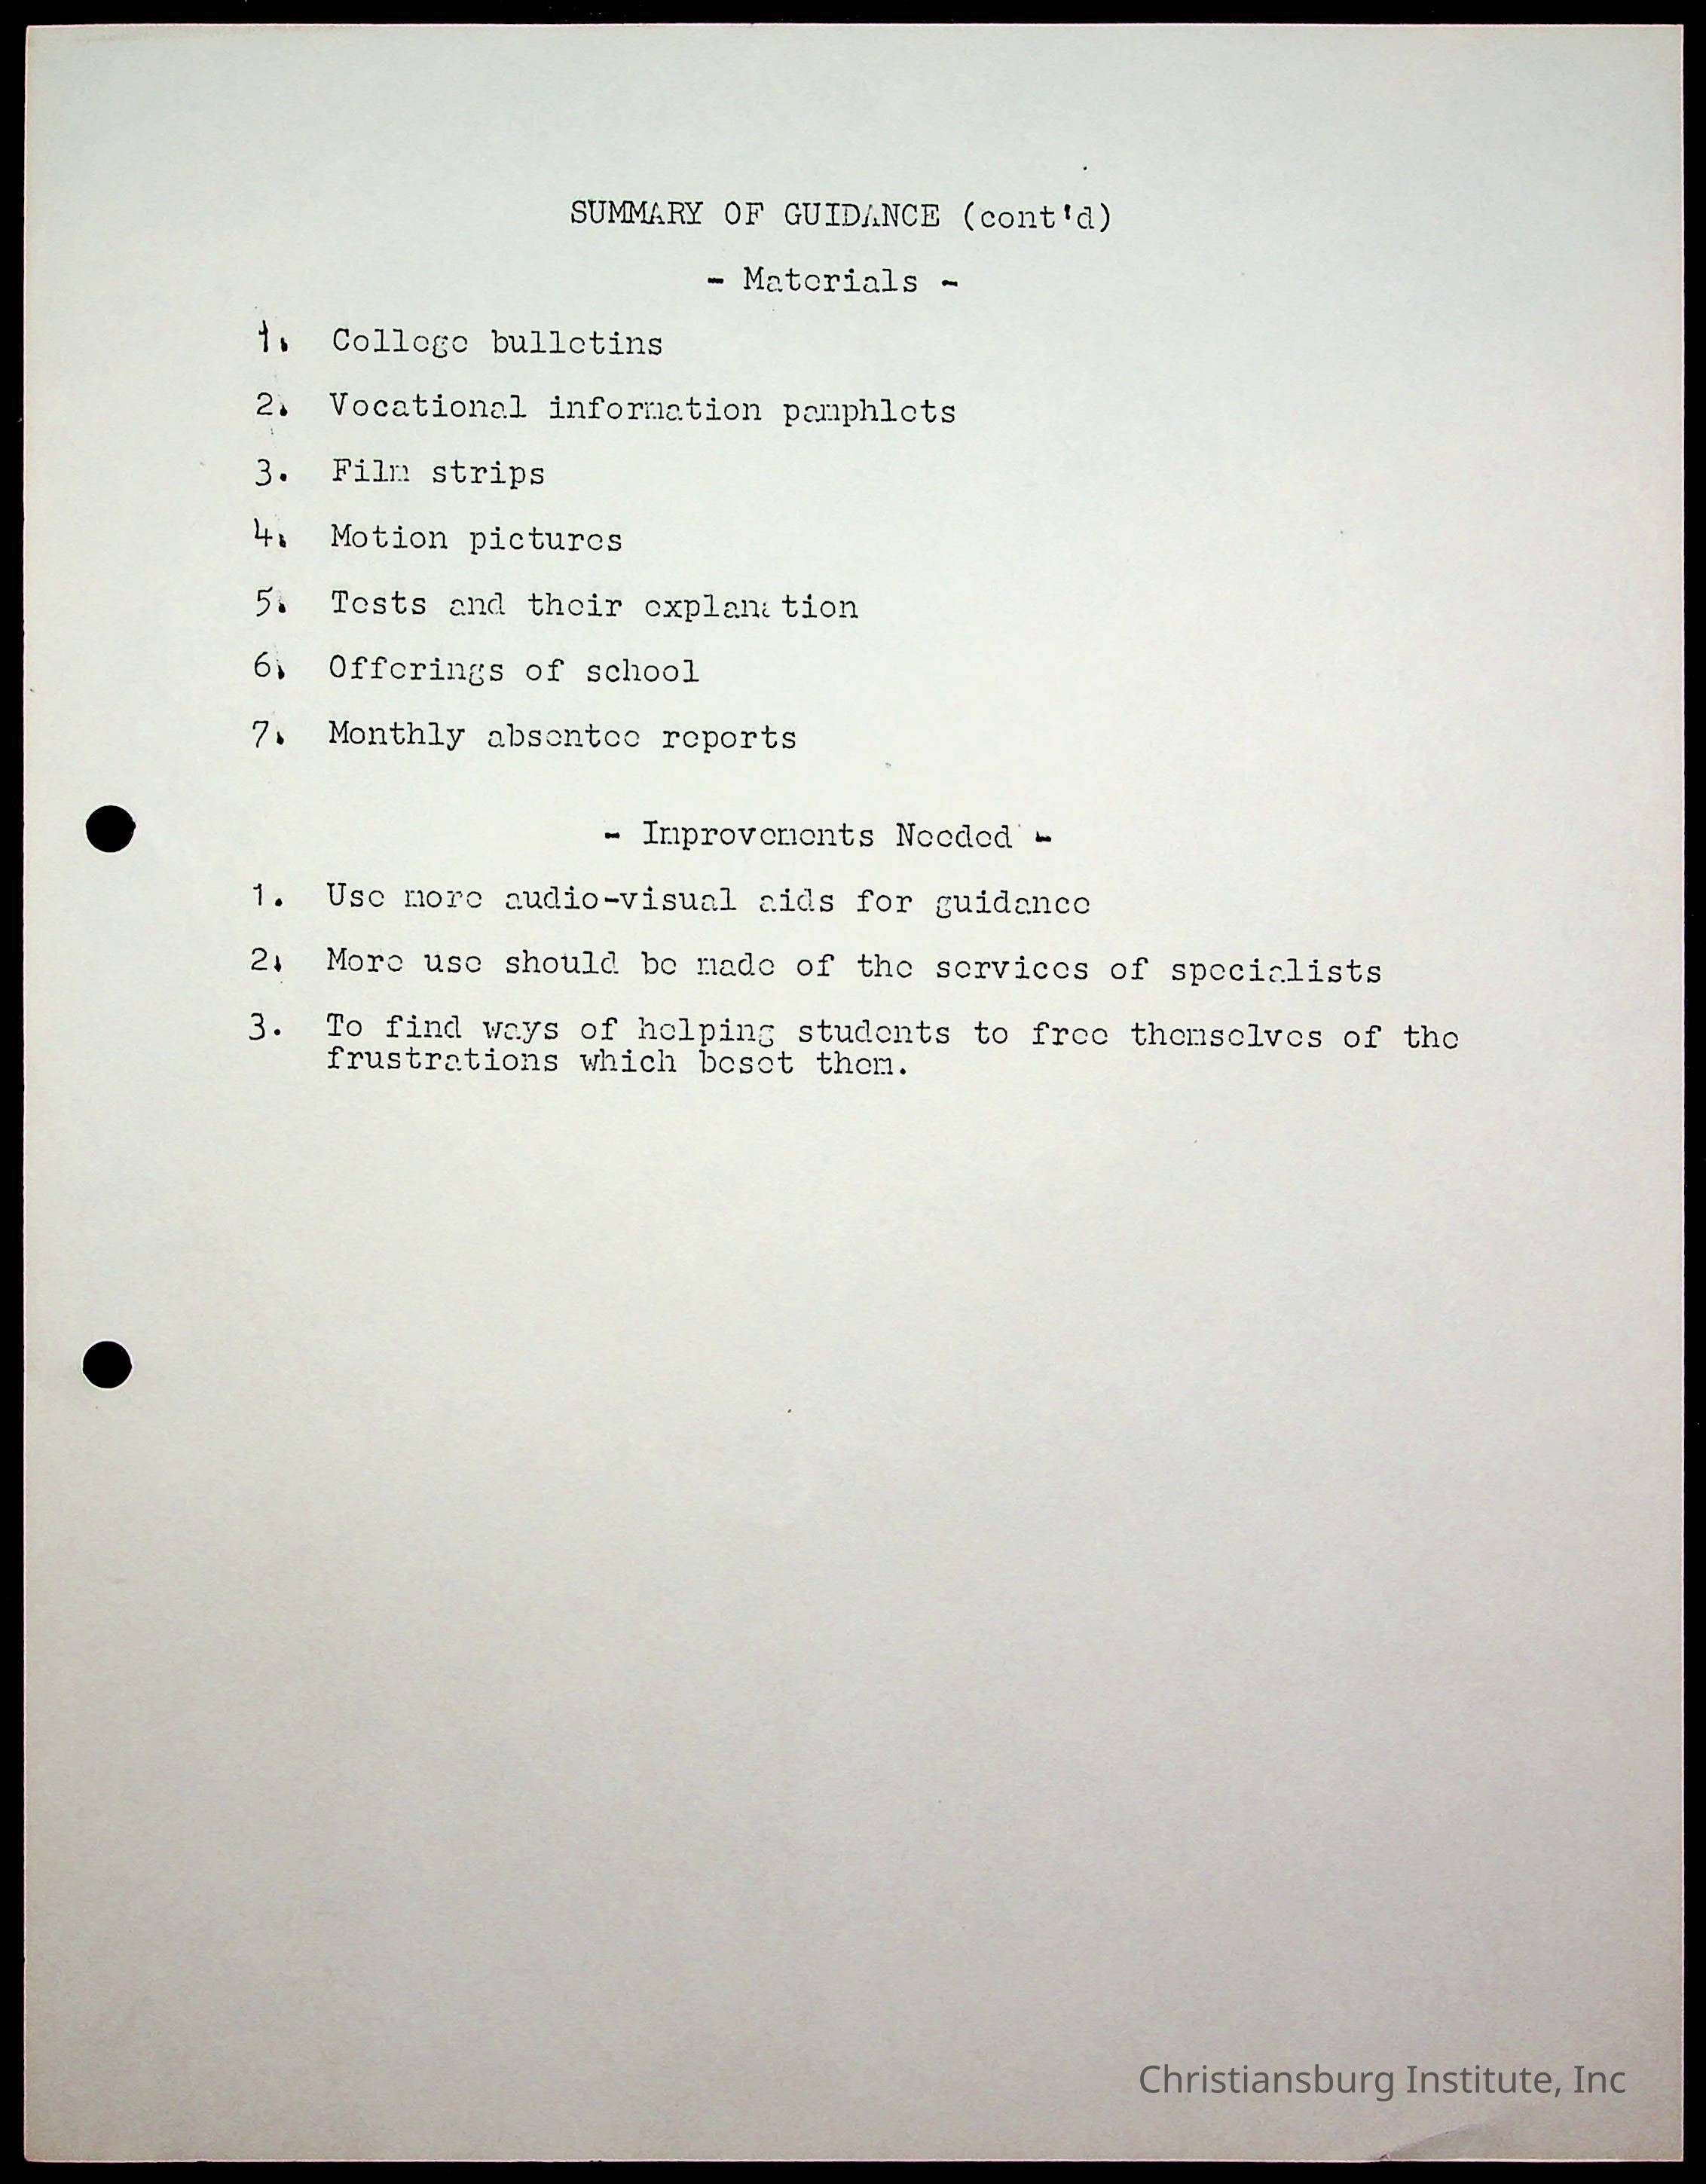 SUMMARY OF GUIDANCE (cont'd)
- Materials -
1. College bulletins
2. Vocational information pamphlets
3. Film strips
4. Motion pictures
5. Tests and their explanation
6. Offerings of school
7. Monthly absentee reports
- Improvements Needed -
1. Use more audio-visual aids for guidance
2. More use should be made of the services of specialists
3. To find ways of helping students to free themselves of the
frustrations which beset them.
Christiansburg Institute, Inc